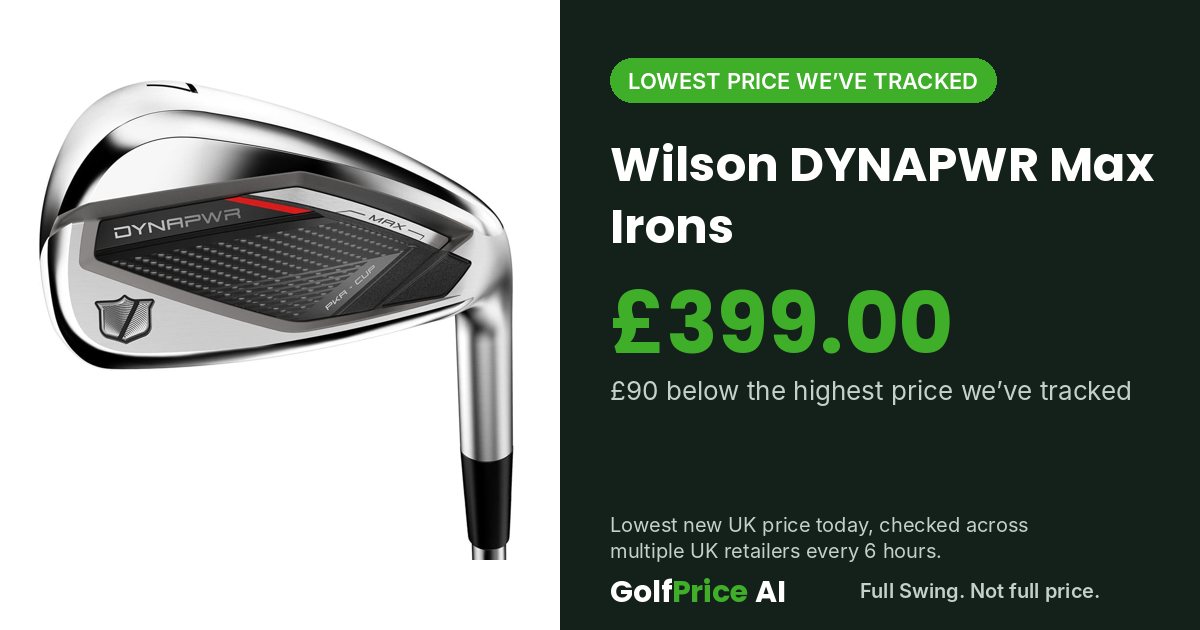 7
DYNAPWR
MAX
PWR - CUP
LOWEST PRICE WE’VE TRACKED
Wilson DYNAPWR Max
Irons
£399.00
£90 below the highest price we’ve tracked
Lowest new UK price today, checked across
multiple UK retailers every 6 hours.
GolfPrice AI
Full Swing. Not full price.